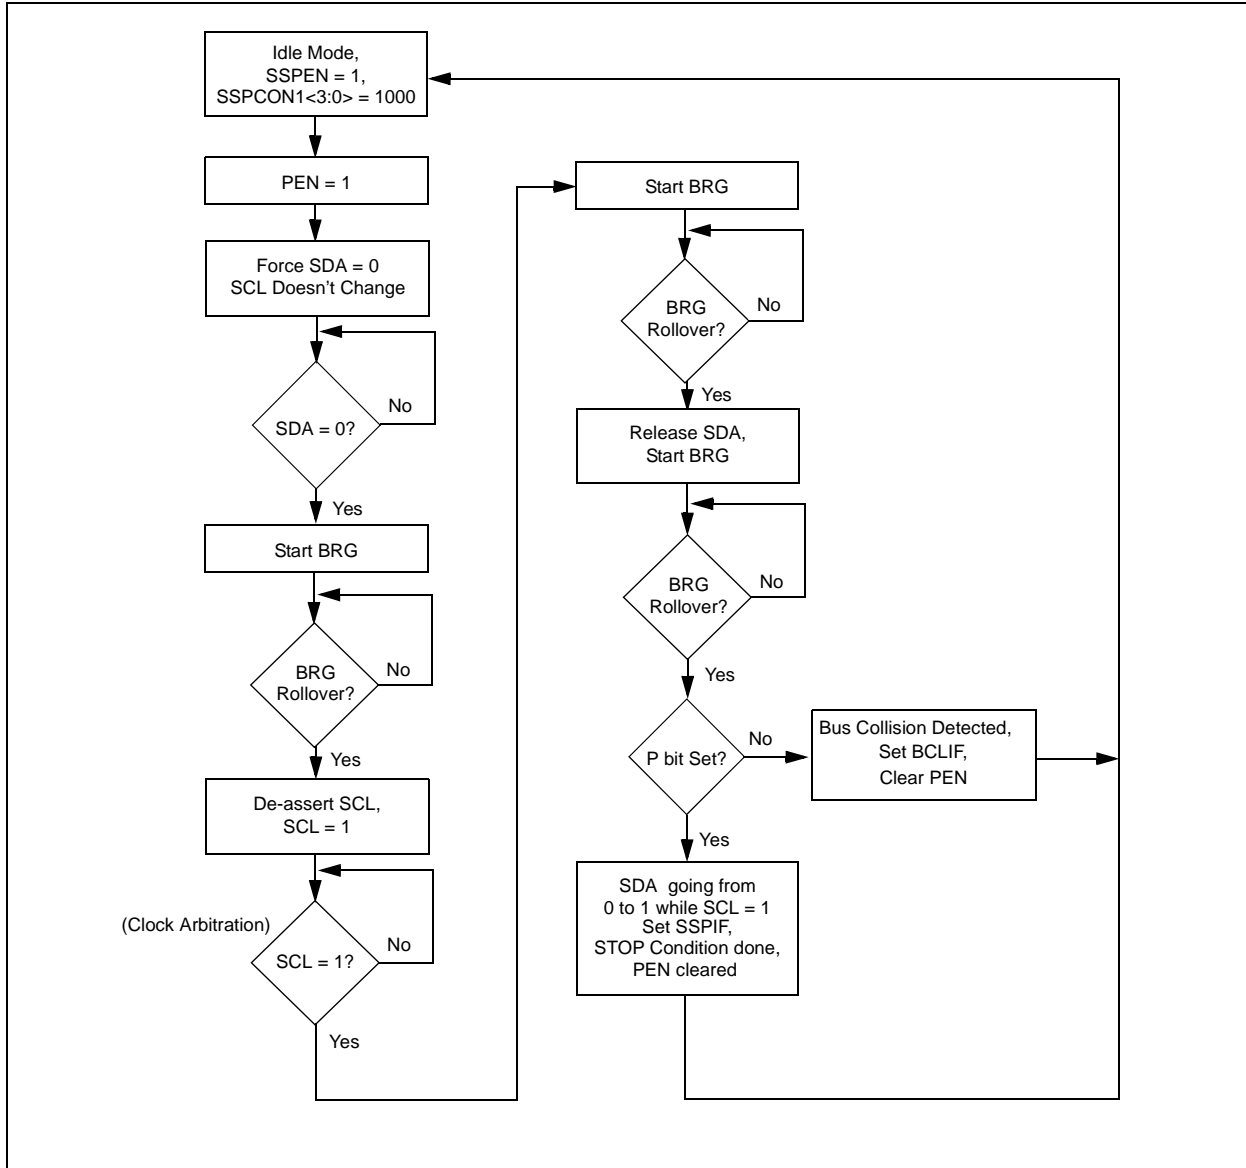 Idle Mode,
SSPEN = 1,
SSPCON1<3:0> = 1000
PEN = 1
Force SDA = 0
SCL Doesn't Change
No
SDA = 0?
Yes
Start BRG
BRG
Rollover?
No
Yes
De-assert SCL,
SCL = 1
(Clock Arbitration)
No
SCL = 1?
Yes
Start BRG
BRG
Rollover?
No
Yes
Release SDA,
Start BRG
BRG
Rollover?
No
Yes
P bit Set?
No
Bus Collision Detected,
Set BCLIF,
Clear PEN
Yes
SDA going from
0 to 1 while SCL = 1
Set SSPIF,
STOP Condition done,
PEN cleared